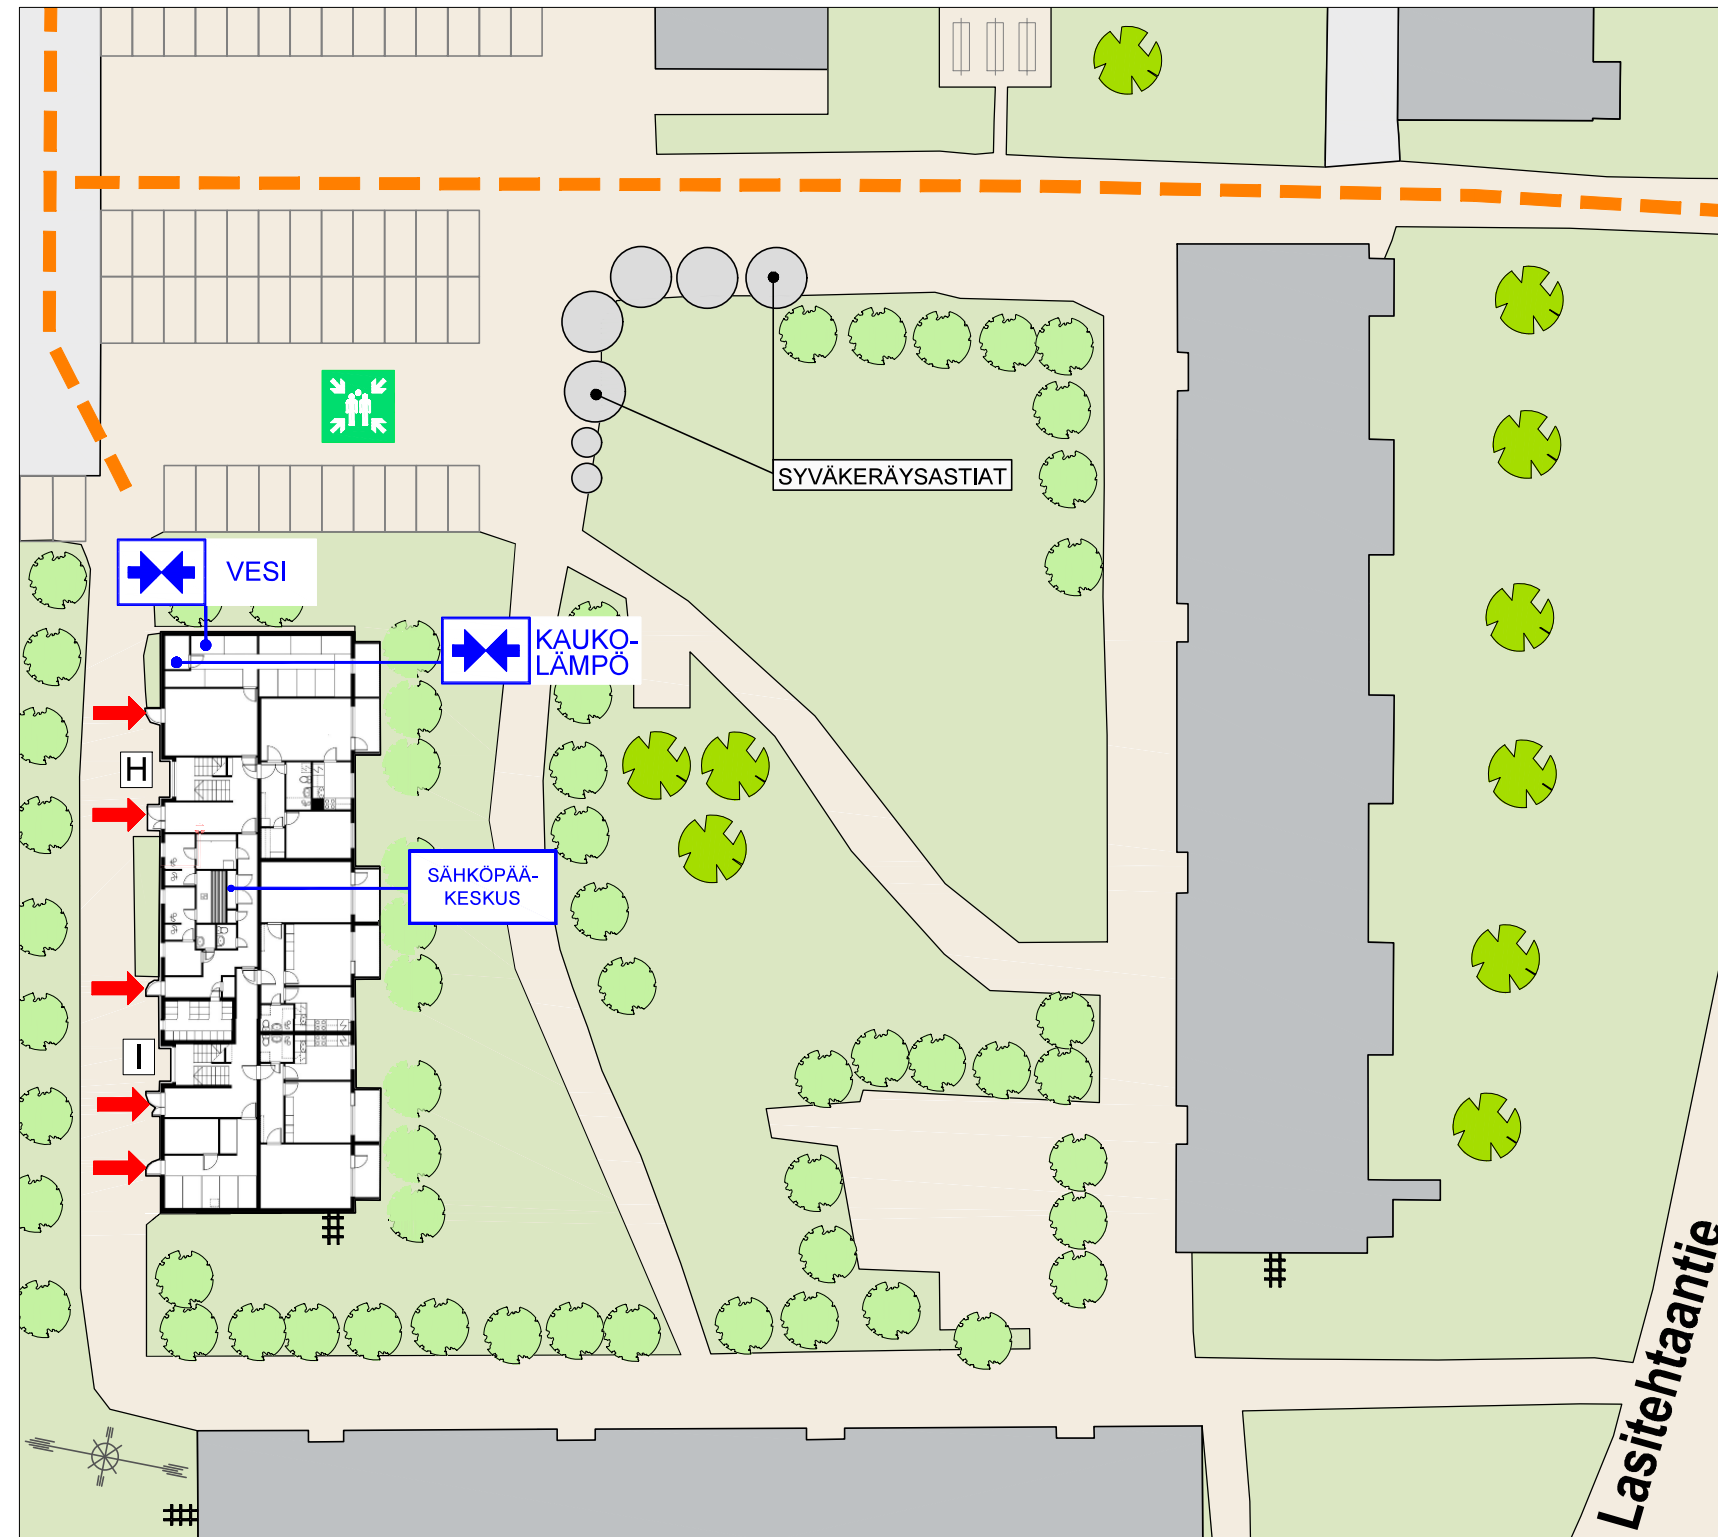 SYVÄKERÄYSASTIAT
VESI
KAUKO-
LÄMPÖ
H
SÄHKÖPÄÄ-
KESKUS
I
Lasitehtaantie